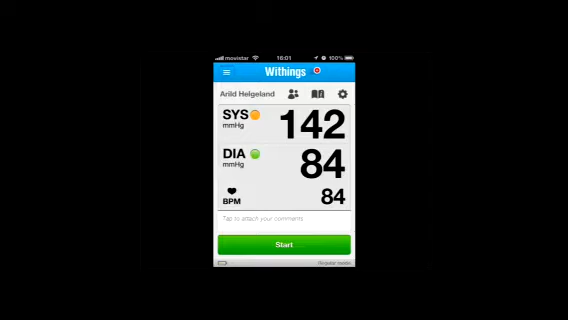 movistar 16:01 100%
Withings
Arild Helgeland
SYS 142
mmHg
DIA 84
mmHg
BPM 84
Tap to attach your comments
Start
Regular mode